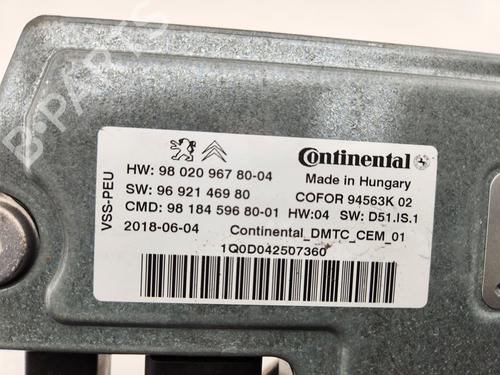 B-PARTS
Continental
HW: 98 020 967 80-04
Made in Hungary
SW: 96 921 469 80
COFOR 94563K 02
CMD: 98 184 596 80-01 HW:04 SW: D51.IS.1
2018-06-04 Continental_DMTC_CEM_01
1Q0D042507360
VSS-PEU